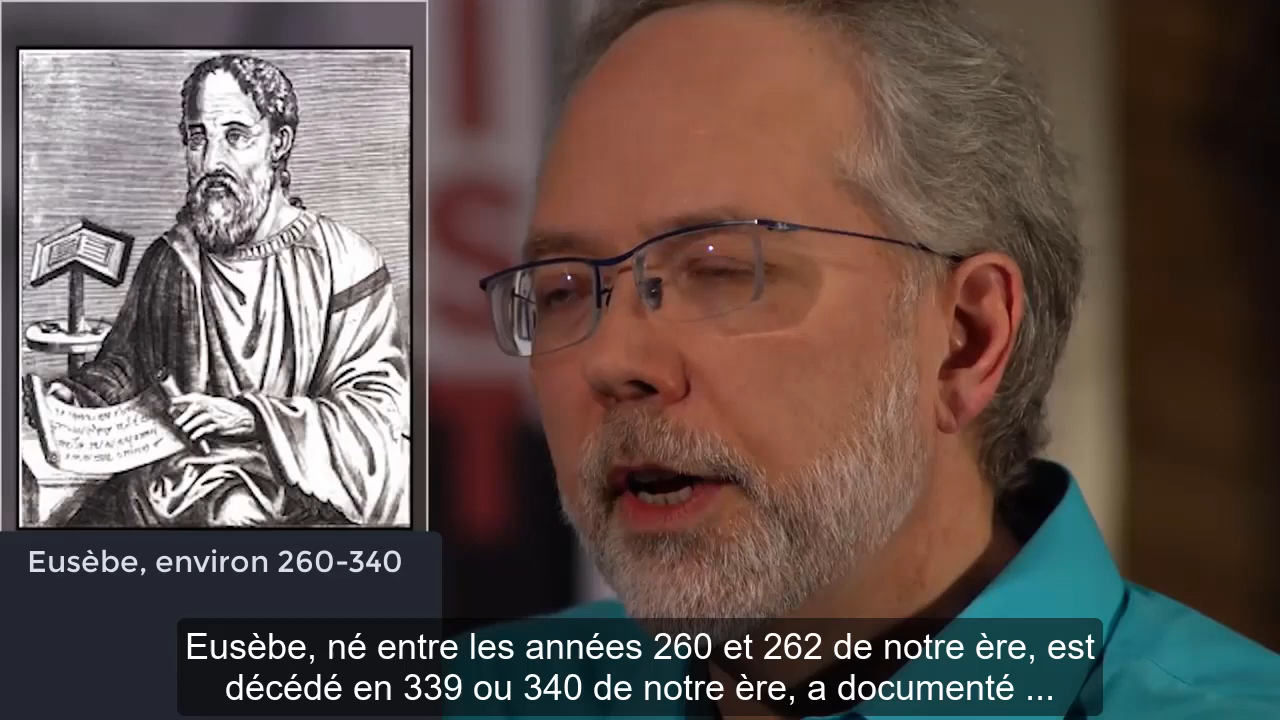 Eusèbe, environ 260-340
Eusèbe, né entre les années 260 et 262 de notre ère, est
décédé en 339 ou 340 de notre ère, a documenté ...